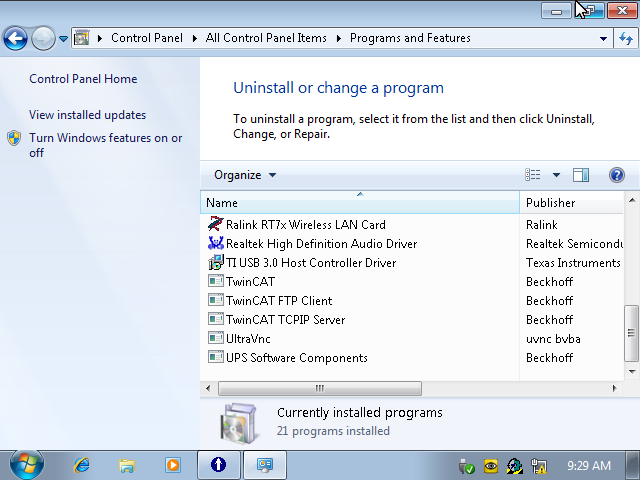 Control Panel ▸ All Control Panel Items ▸ Programs and Features
Control Panel Home
View installed updates
Turn Windows features on or
off
Uninstall or change a program
To uninstall a program, select it from the list and then click Uninstall,
Change, or Repair.
Organize
Name Publisher
Ralink RT7x Wireless LAN Card Ralink
Realtek High Definition Audio Driver Realtek Semicondu
TI USB 3.0 Host Controller Driver Texas Instruments
TwinCAT Beckhoff
TwinCAT FTP Client Beckhoff
TwinCAT TCPIP Server Beckhoff
UltraVnc uvnc bvba
UPS Software Components Beckhoff
Currently installed programs
21 programs installed
9:29 AM